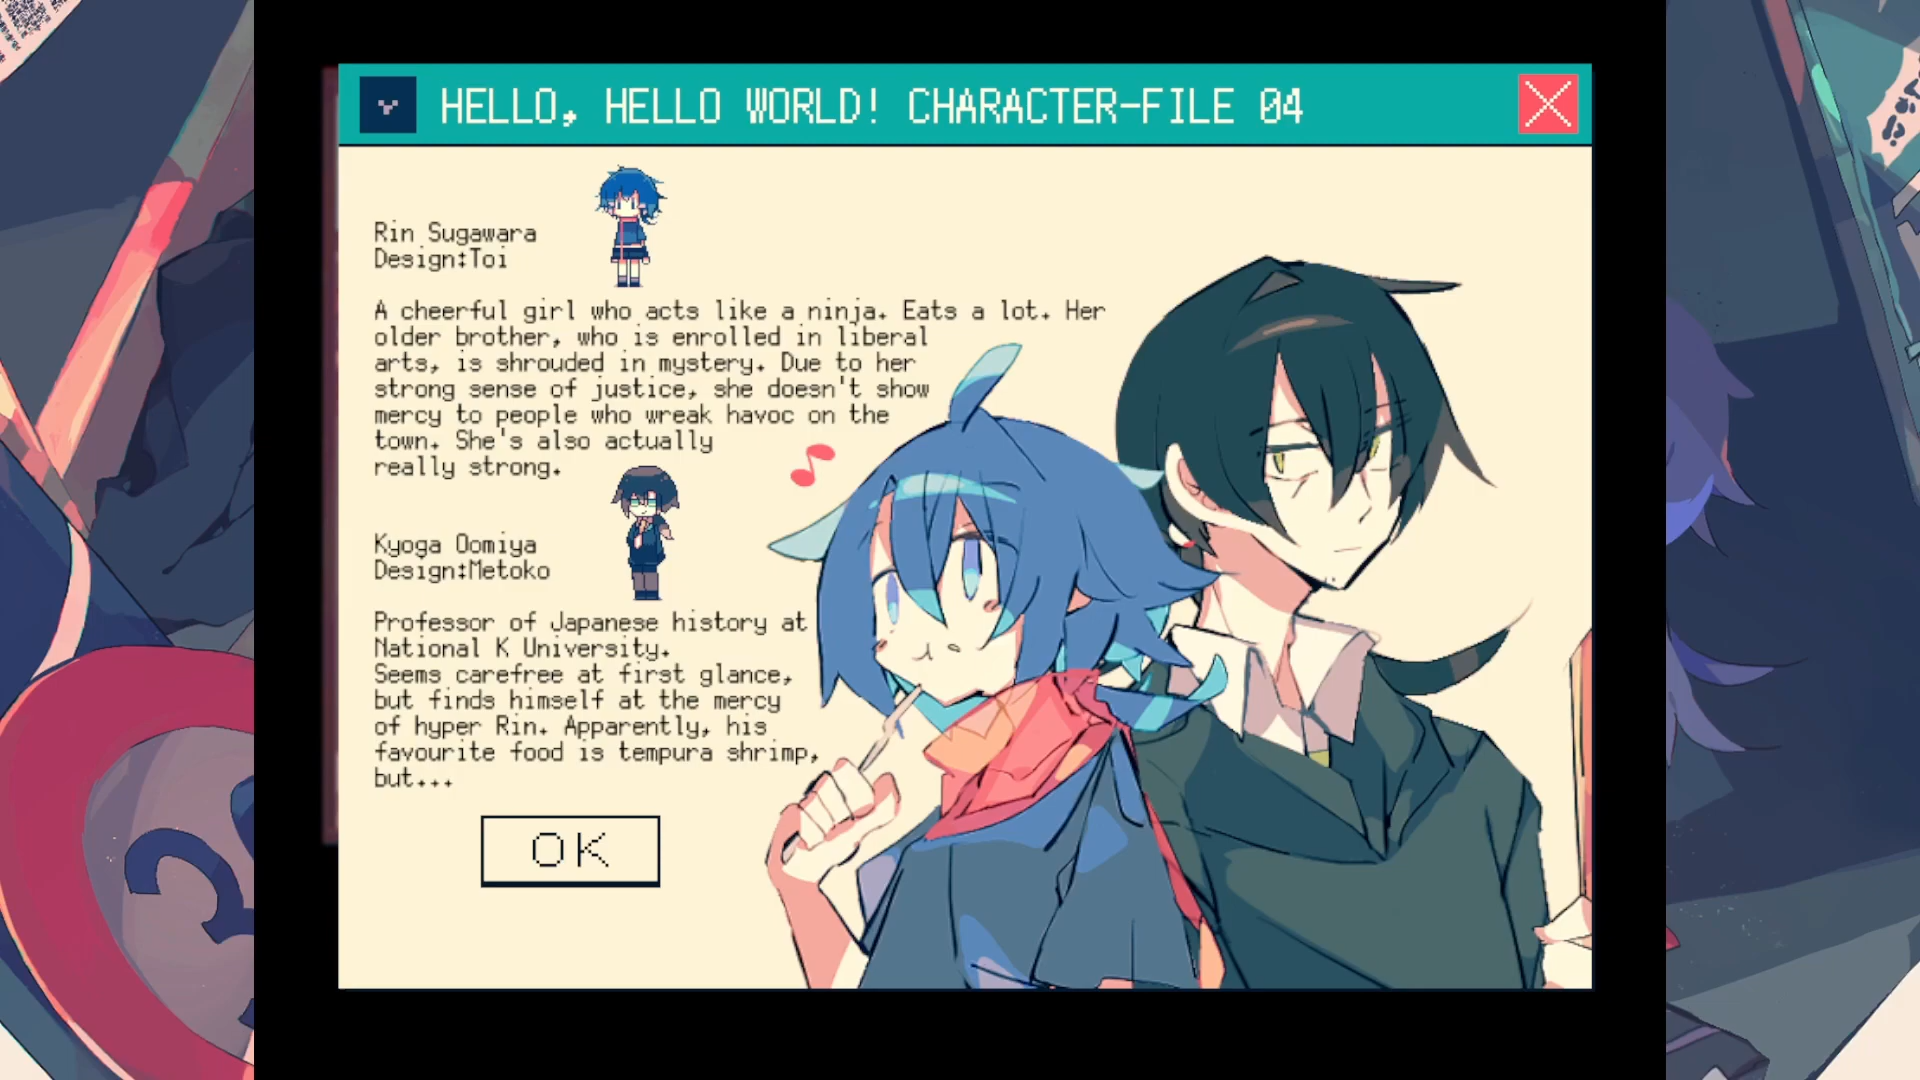 HELLO, HELLO WORLD! CHARACTER-FILE 04
Rin Sugawara
Design:Toi
A cheerful girl who acts like a ninja. Eats a lot. Her
older brother, who is enrolled in liberal
arts, is shrouded in mystery. Due to her
strong sense of justice, she doesn't show
mercy to people who wreak havoc on the
town. She's also actually
really strong.
Kyoga Oomiya
Design:Metoko
Professor of Japanese history at
National K University.
Seems carefree at first glance,
but finds himself at the mercy
of hyper Rin. Apparently, his
favourite food is tempura shrimp,
but...
OK